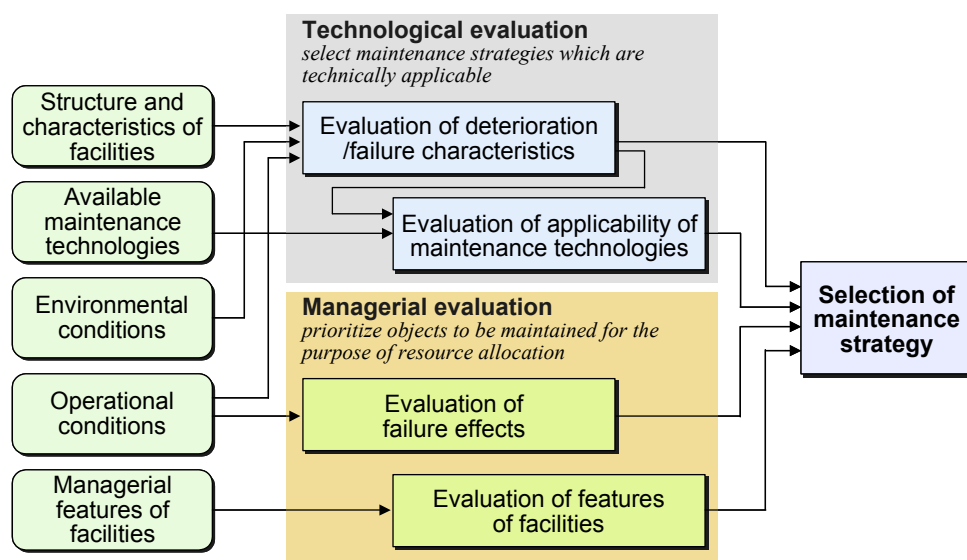 Technological evaluation
select maintenance strategies which are
technically applicable
Structure and
characteristics of
facilities
Evaluation of deterioration
/failure characteristics
Available
maintenance
technologies
Evaluation of applicability of
maintenance technologies
Environmental
conditions
Managerial evaluation
prioritize objects to be maintained for the
purpose of resource allocation
Selection of
maintenance
strategy
Operational
conditions
Evaluation of
failure effects
Managerial
features of
facilities
Evaluation of features
of facilities